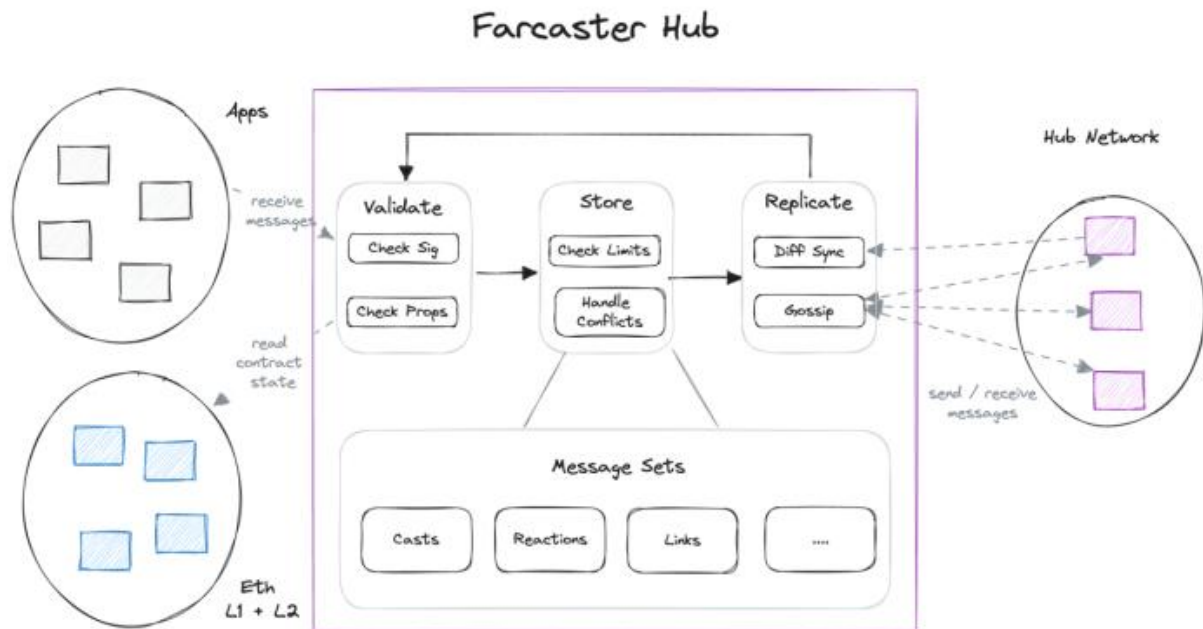 Farcaster Hub
Apps
receive
messages
Validate
Check Sig
Check Props
Store
Check Limits
Handle
Conflicts
Replicate
Diff Sync
Gossip
Hub Network
read
contract
state
send / receive
messages
Message Sets
Casts
Reactions
Links
....
Eth
L1 + L2